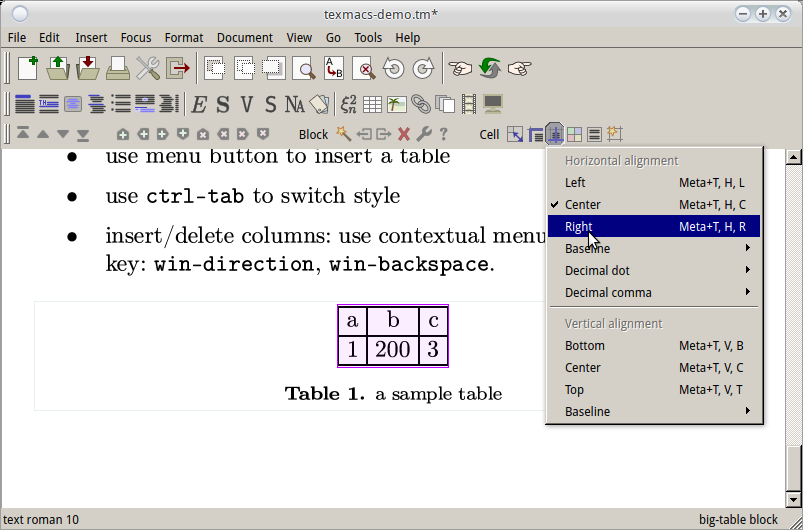 texmacs-demo.tm*
File Edit Insert Focus Format Document View Go Tools Help
Block Cell
• use menu button to insert a table
• use ctrl-tab to switch style
• insert/delete columns: use contextual menu
key: win-direction, win-backspace.
a b c
1 200 3
Table 1. a sample table
Horizontal alignment
Left Meta+T, H, L
✓ Center Meta+T, H, C
Right Meta+T, H, R
Baseline
Decimal dot
Decimal comma
Vertical alignment
Bottom Meta+T, V, B
Center Meta+T, V, C
Top Meta+T, V, T
Baseline
text roman 10 big-table block